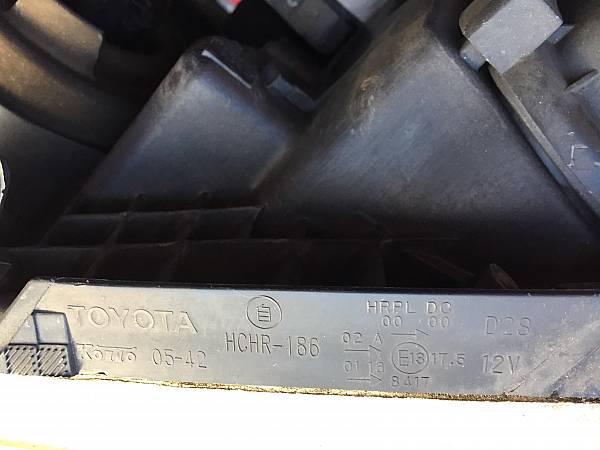 TOYOTA
KOITO 05-42
自
HCHR-186
HRPL DC
00 00
02 A
01 1B
E13 17.5
8417
D2S
12V